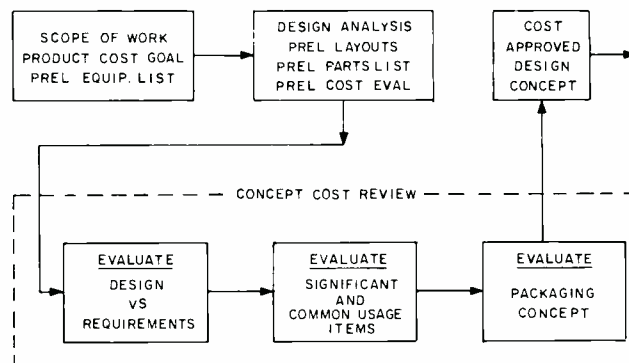 SCOPE OF WORK
PRODUCT COST GOAL
PREL EQUIP. LIST
DESIGN ANALYSIS
PREL LAYOUTS
PREL PARTS LIST
PREL COST EVAL
COST
APPROVED
DESIGN
CONCEPT
CONCEPT COST REVIEW
EVALUATE
DESIGN
VS
REQUIREMENTS
EVALUATE
SIGNIFICANT
AND
COMMON USAGE
ITEMS
EVALUATE
PACKAGING
CONCEPT